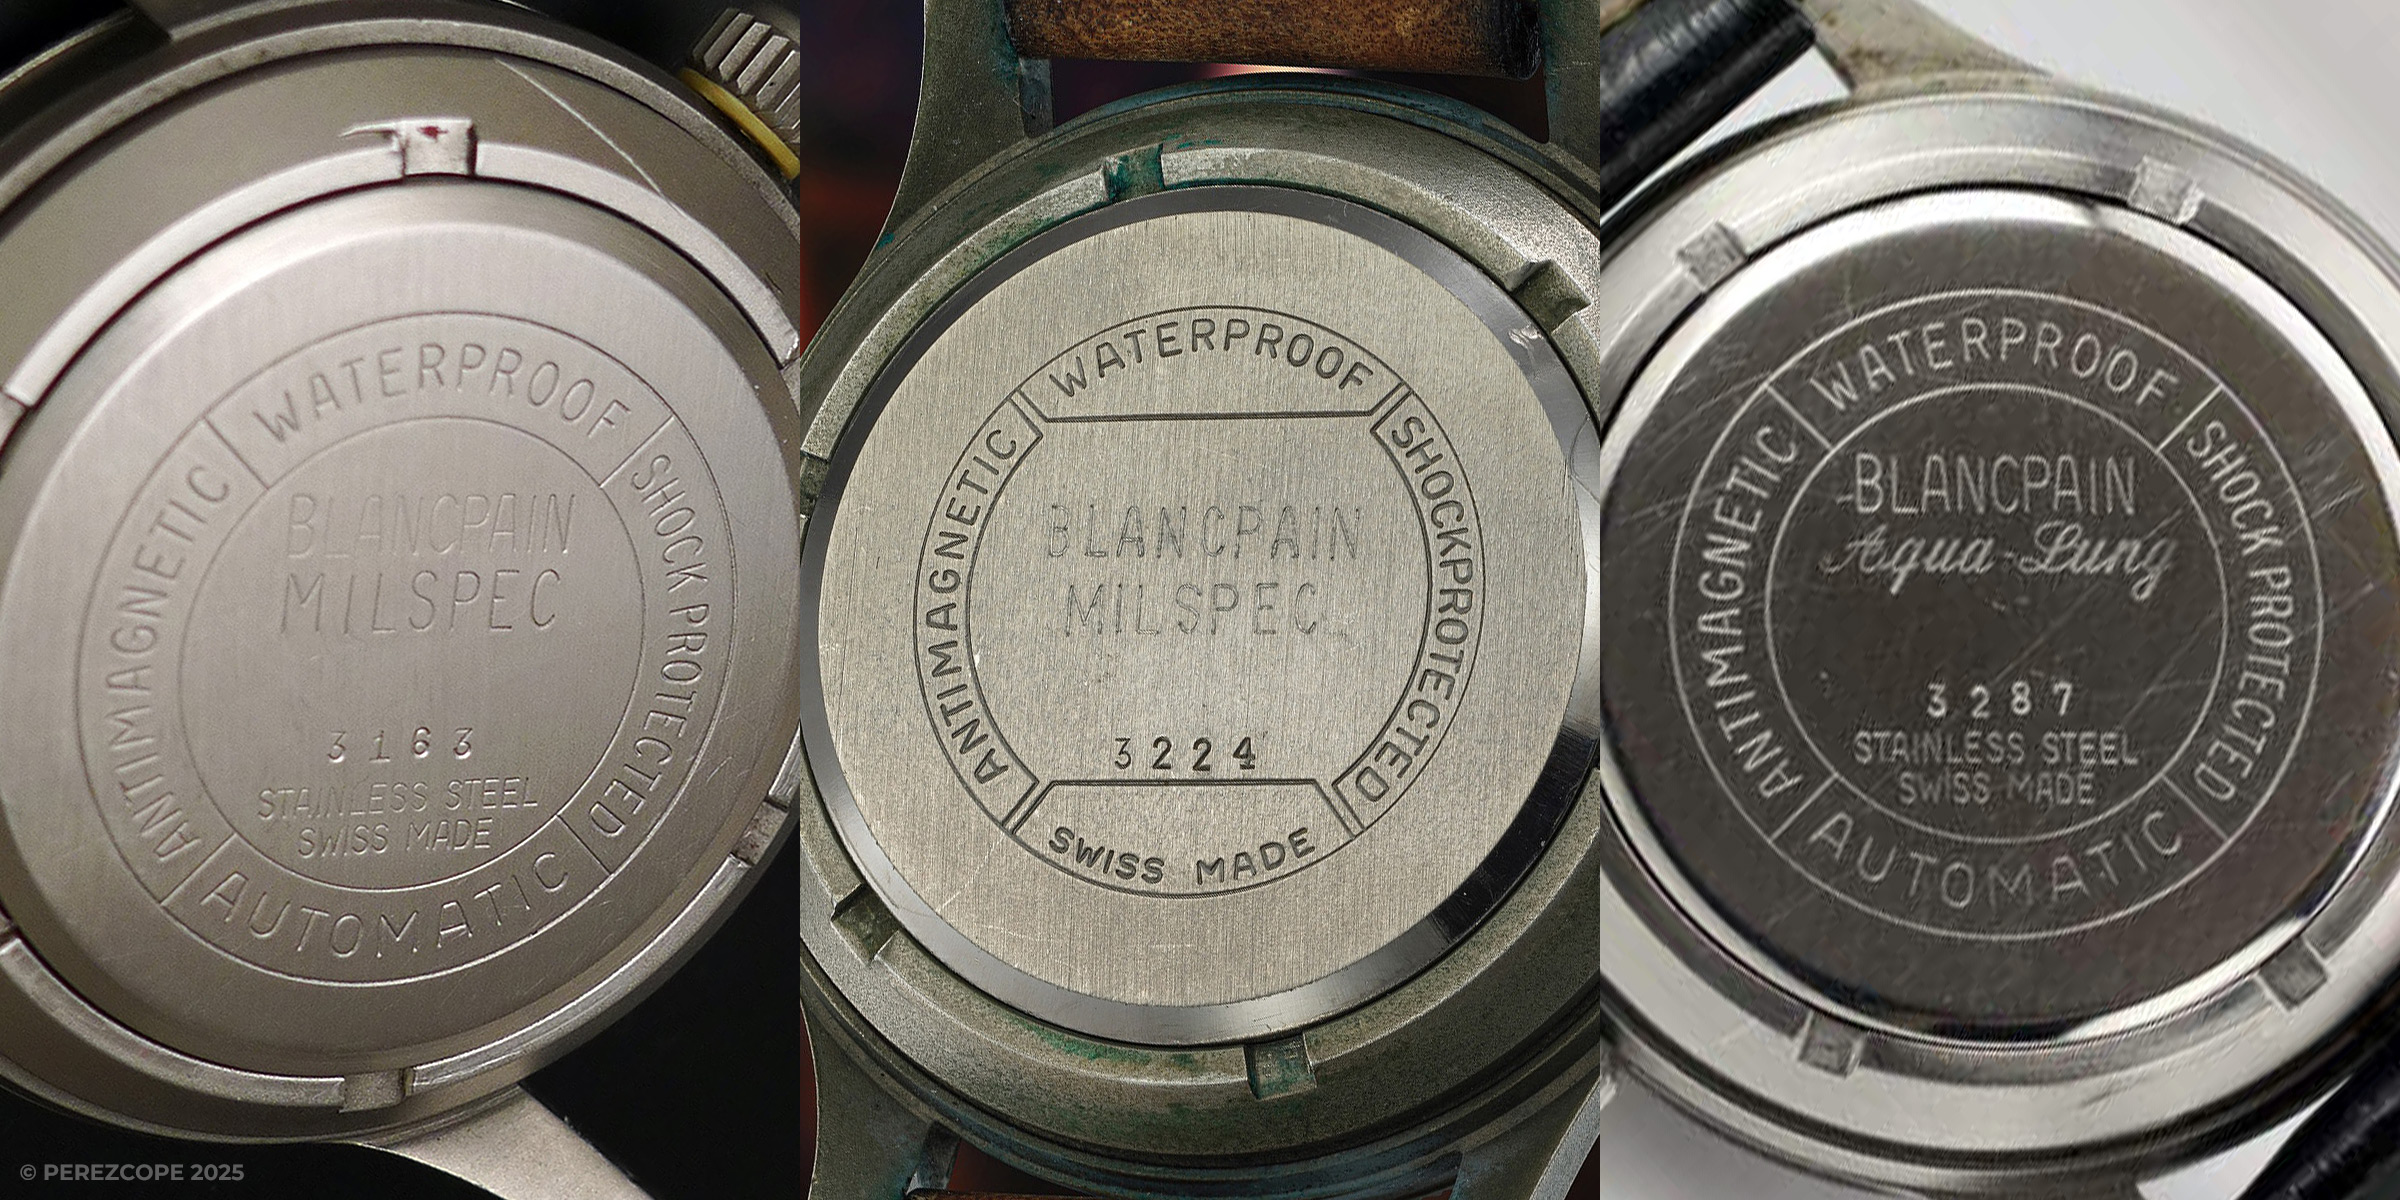 WATERPROOF
SHOCK PROTECTED
AUTOMATIC
ANTIMAGNETIC
BLANCPAIN
MILSPEC
3163
STAINLESS STEEL
SWISS MADE
WATERPROOF
SHOCKPROTECTED
SWISS MADE
ANTIMAGNETIC
BLANCPAIN
MILSPEC
3224
WATERPROOF
SHOCK PROTECTED
AUTOMATIC
ANTIMAGNETIC
BLANCPAIN
Aqua-Lung
3287
STAINLESS STEEL
SWISS MADE
© PEREZCOPE 2025